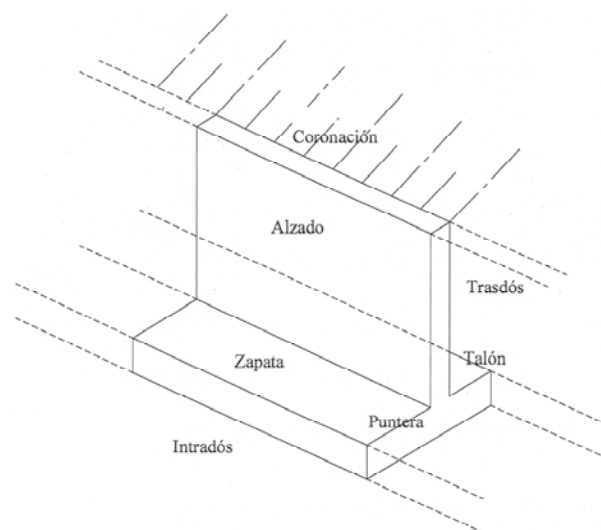 Coronación
Alzado
Trasdós
Talón
Zapata
Puntera
Intradós